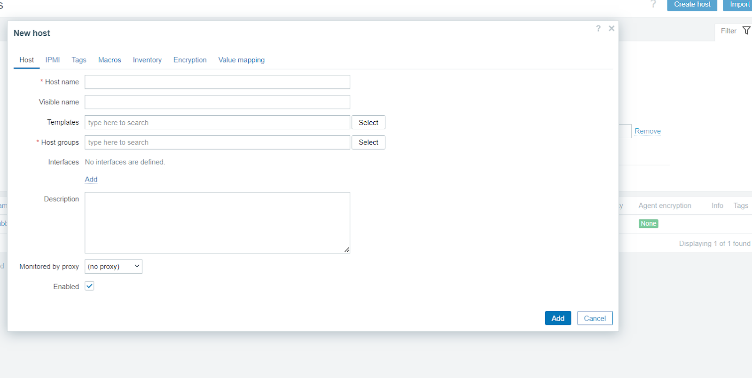 S
? Create host Import
New host
?
Filter
Host IPMI Tags Macros Inventory Encryption Value mapping
* Host name
Visible name
Templates type here to search Select
* Host groups type here to search Select
Remove
Interfaces No interfaces are defined.
Add
Description
Agent encryption Info Tags
None
Displaying 1 of 1 found
Monitored by proxy (no proxy)
Enabled
Add Cancel